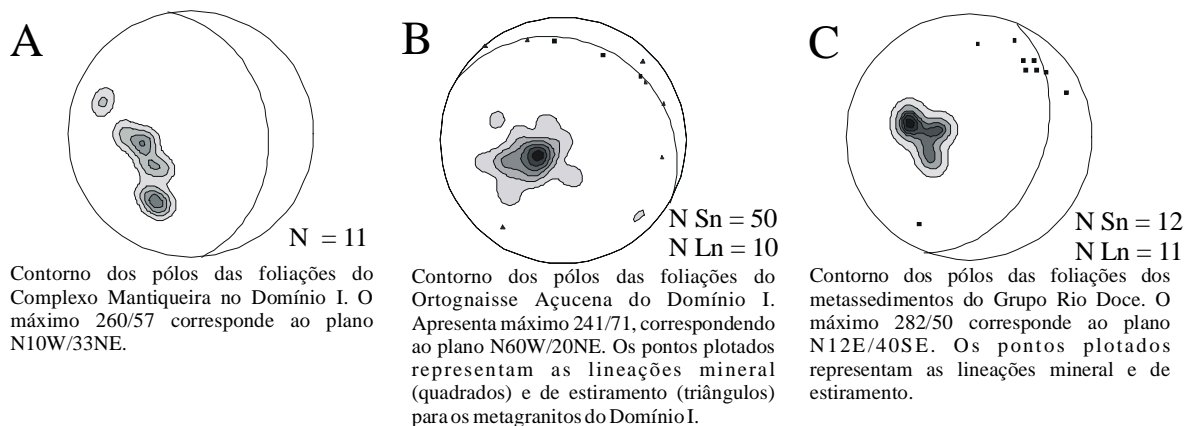 A
N = 11
Contorno dos pólos das foliações do
Complexo Mantiqueira no Domínio I. O
máximo 260/57 corresponde ao plano
N10W/33NE.
B
N Sn = 50
N Ln = 10
Contorno dos pólos das foliações do
Ortognaisse Açucena do Domínio I.
Apresenta máximo 241/71, correspondendo
ao plano N60W/20NE. Os pontos plotados
representam as lineações mineral
(quadrados) e de estiramento (triângulos)
para os metagranitos do Domínio I.
C
N Sn = 12
N Ln = 11
Contorno dos pólos das foliações dos
metassedimentos do Grupo Rio Doce. O
máximo 282/50 corresponde ao plano
N12E/40SE. Os pontos plotados
representam as lineações mineral e de
estiramento.